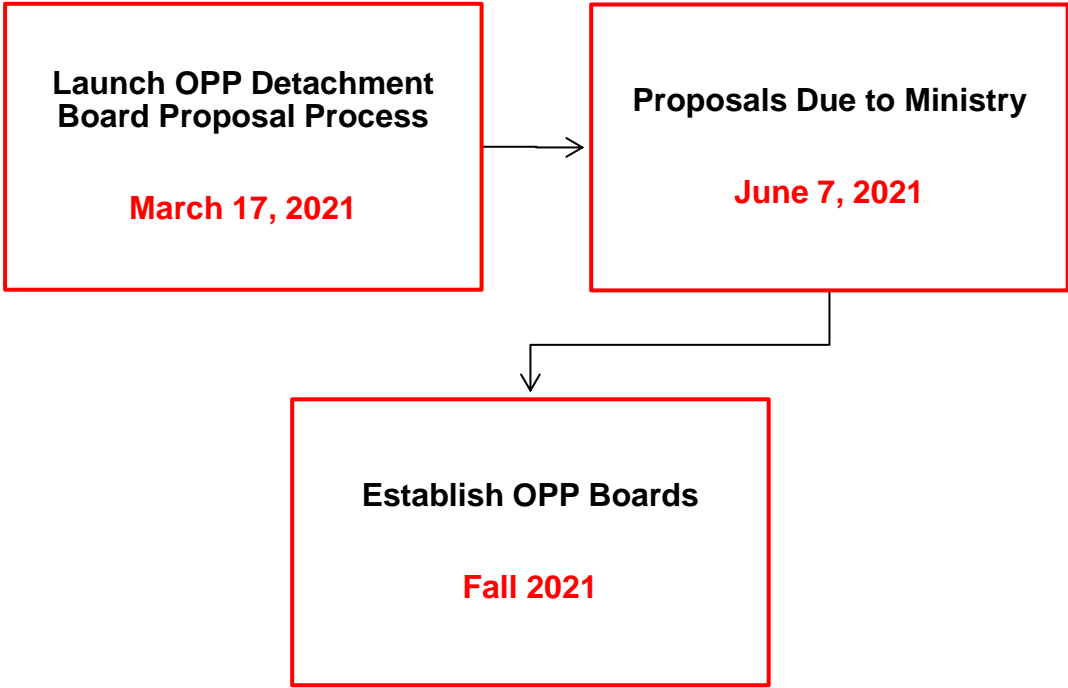 Launch OPP Detachment
Board Proposal Process
March 17, 2021
Proposals Due to Ministry
June 7, 2021
Establish OPP Boards
Fall 2021